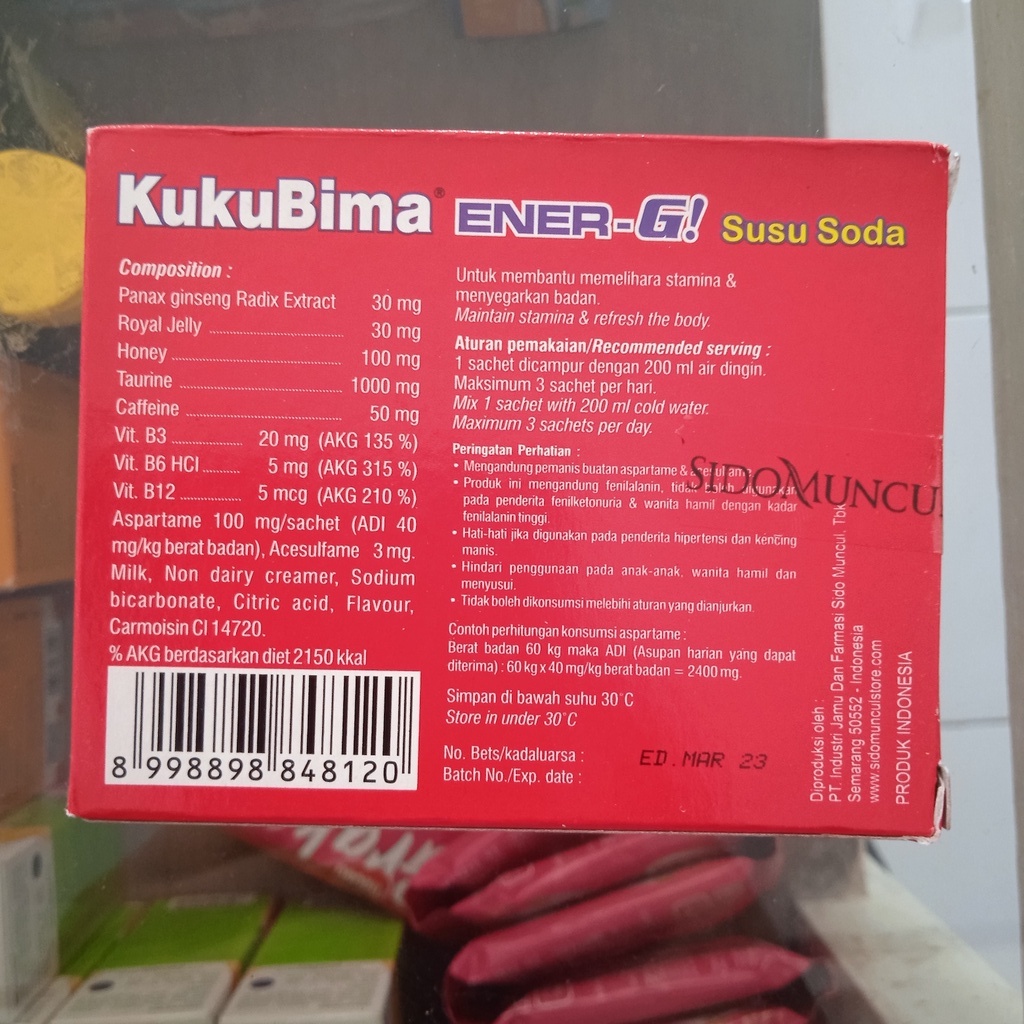 KukuBima® ENER-G! Susu Soda
Composition :
Panax ginseng Radix Extract 30 mg
Royal Jelly 30 mg
Honey 100 mg
Taurine 1000 mg
Caffeine 50 mg
Vit. B3 20 mg (AKG 135 %)
Vit. B6 HCl 5 mg (AKG 315 %)
Vit. B12 5 mcg (AKG 210 %)
Aspartame 100 mg/sachet (ADI 40
mg/kg berat badan), Acesulfame 3 mg.
Milk, Non dairy creamer, Sodium
bicarbonate, Citric acid, Flavour,
Carmoisin CI 14720.
% AKG berdasarkan diet 2150 kkal
8 998898 848120
Untuk membantu memelihara stamina &
menyegarkan badan.
Maintain stamina & refresh the body.
Aturan pemakaian/Recommended serving :
1 sachet dicampur dengan 200 ml air dingin.
Maksimum 3 sachet per hari.
Mix 1 sachet with 200 ml cold water.
Maximum 3 sachets per day.
Peringatan Perhatian :
• Mengandung pemanis buatan aspartame & acesulfame
• Produk ini mengandung fenilalanin, tidak boleh digunakan
pada penderita feniketonuria & wanita hamil dengan kadar
fenilalanin tinggi.
• Hati-hati jika digunakan pada penderita hipertensi dan kencing
manis.
• Hindari penggunaan pada anak-anak, wanita hamil dan
menyusui.
• Tidak boleh dikonsumsi melebihi aturan yang dianjurkan.
Contoh perhitungan konsumsi aspartame :
Berat badan 60 kg maka ADI (Asupan harian yang dapat
diterima) : 60 kg x 40 mg/kg berat badan = 2400 mg.
Simpan di bawah suhu 30°C
Store in under 30°C
No. Bets/kadaluarsa :
Batch No./Exp. date :
ED. MAR 23
SIDOMUNCUL
Diproduksi oleh :
PT. Industri Jamu Dan Farmasi Sido Muncul. Tbk
Semarang 50552 - Indonesia
www.sidomunculstore.com
PRODUK INDONESIA